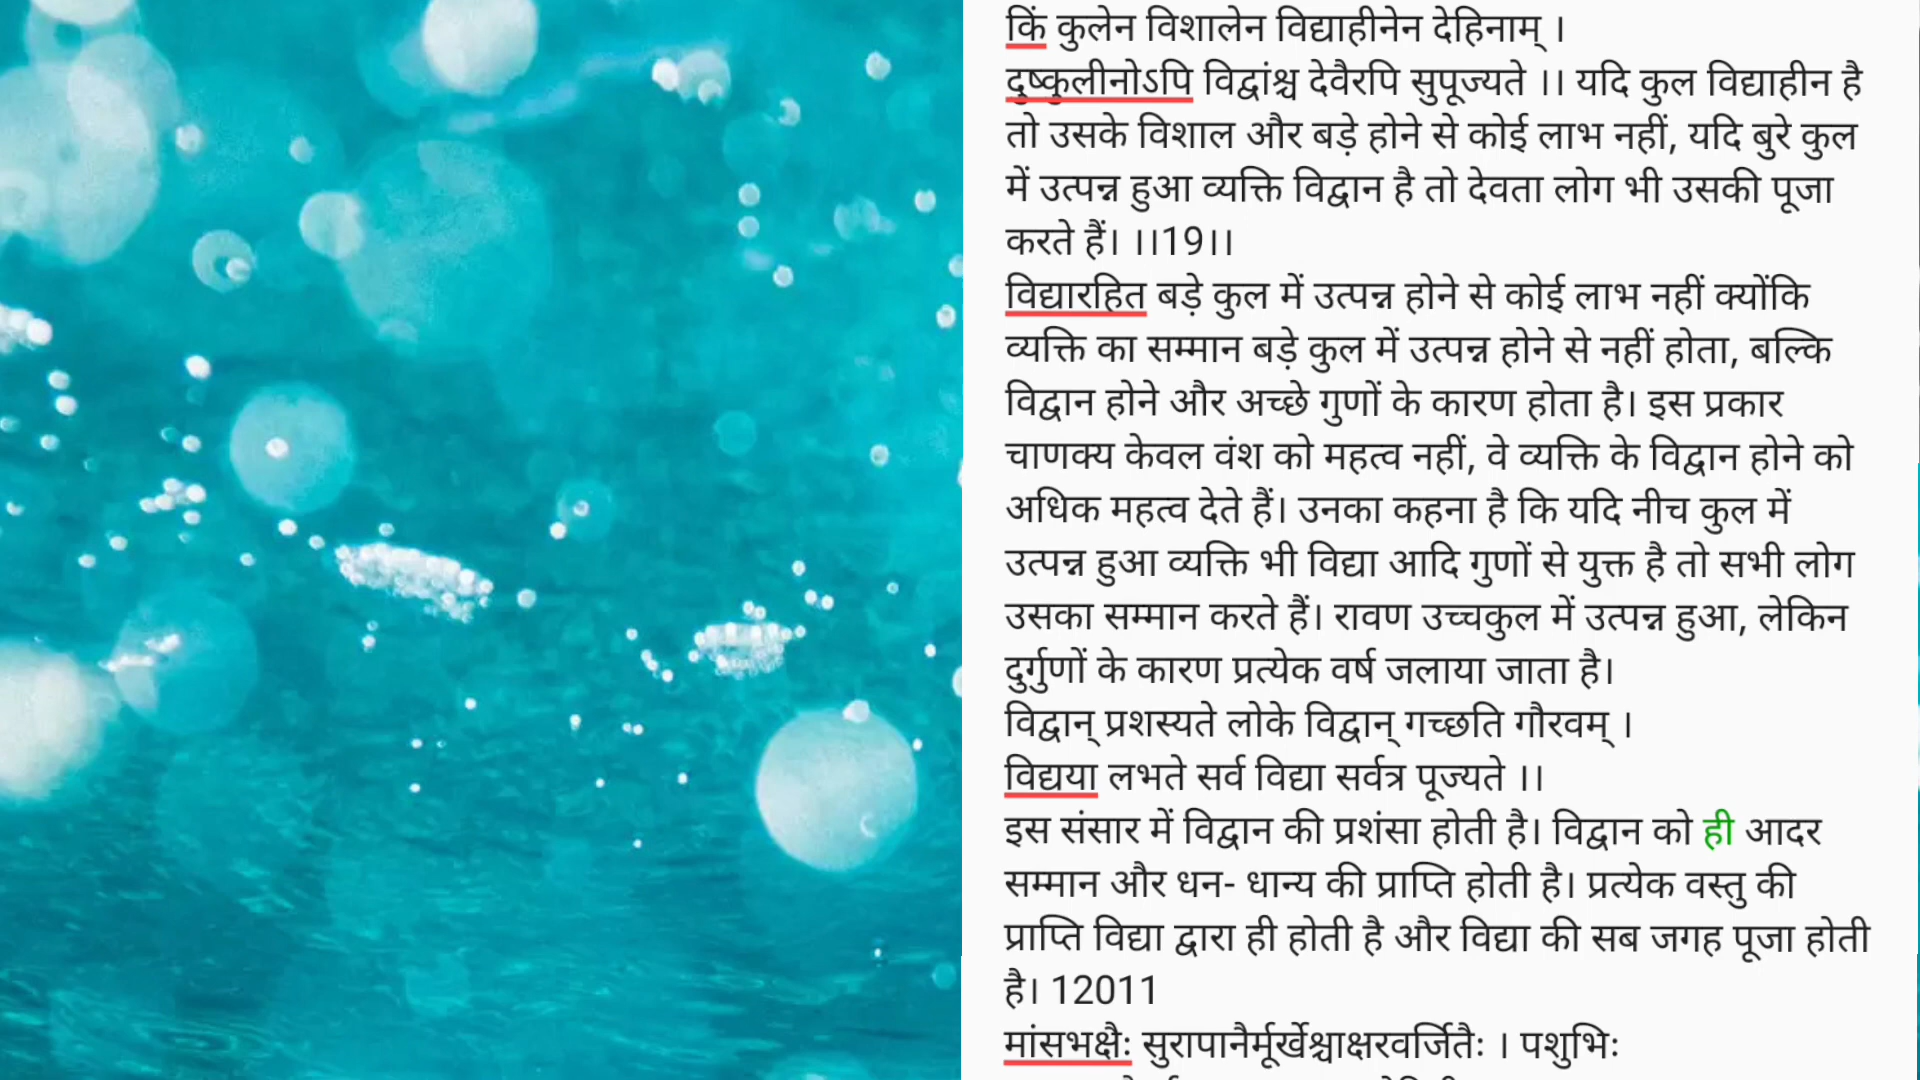 किं कुलेन विशालेन विद्याहीनेन देहिनाम् ।
दुष्कुलीनोऽपि विद्वांश्च देवैरपि सुपूज्यते ।। यदि कुल विद्याहीन है
तो उसके विशाल और बड़े होने से कोई लाभ नहीं, यदि बुरे कुल
में उत्पन्न हुआ व्यक्ति विद्वान है तो देवता लोग भी उसकी पूजा
करते हैं। ।।19।।
विद्यारहित बड़े कुल में उत्पन्न होने से कोई लाभ नहीं क्योंकि
व्यक्ति का सम्मान बड़े कुल में उत्पन्न होने से नहीं होता, बल्कि
विद्वान होने और अच्छे गुणों के कारण होता है। इस प्रकार
चाणक्य केवल वंश को महत्व नहीं, वे व्यक्ति के विद्वान होने को
अधिक महत्व देते हैं। उनका कहना है कि यदि नीच कुल में
उत्पन्न हुआ व्यक्ति भी विद्या आदि गुणों से युक्त है तो सभी लोग
उसका सम्मान करते हैं। रावण उच्चकुल में उत्पन्न हुआ, लेकिन
दुर्गुणों के कारण प्रत्येक वर्ष जलाया जाता है।
विद्वान् प्रशस्यते लोके विद्वान् गच्छति गौरवम् ।
विद्यया लभते सर्व विद्या सर्वत्र पूज्यते ।।
इस संसार में विद्वान की प्रशंसा होती है। विद्वान को ही आदर
सम्मान और धन- धान्य की प्राप्ति होती है। प्रत्येक वस्तु की
प्राप्ति विद्या द्वारा ही होती है और विद्या की सब जगह पूजा होती
है। 12011
मांसभक्षैः सुरापानैर्मूर्खेश्चाक्षरवर्जितैः । पशुभिः